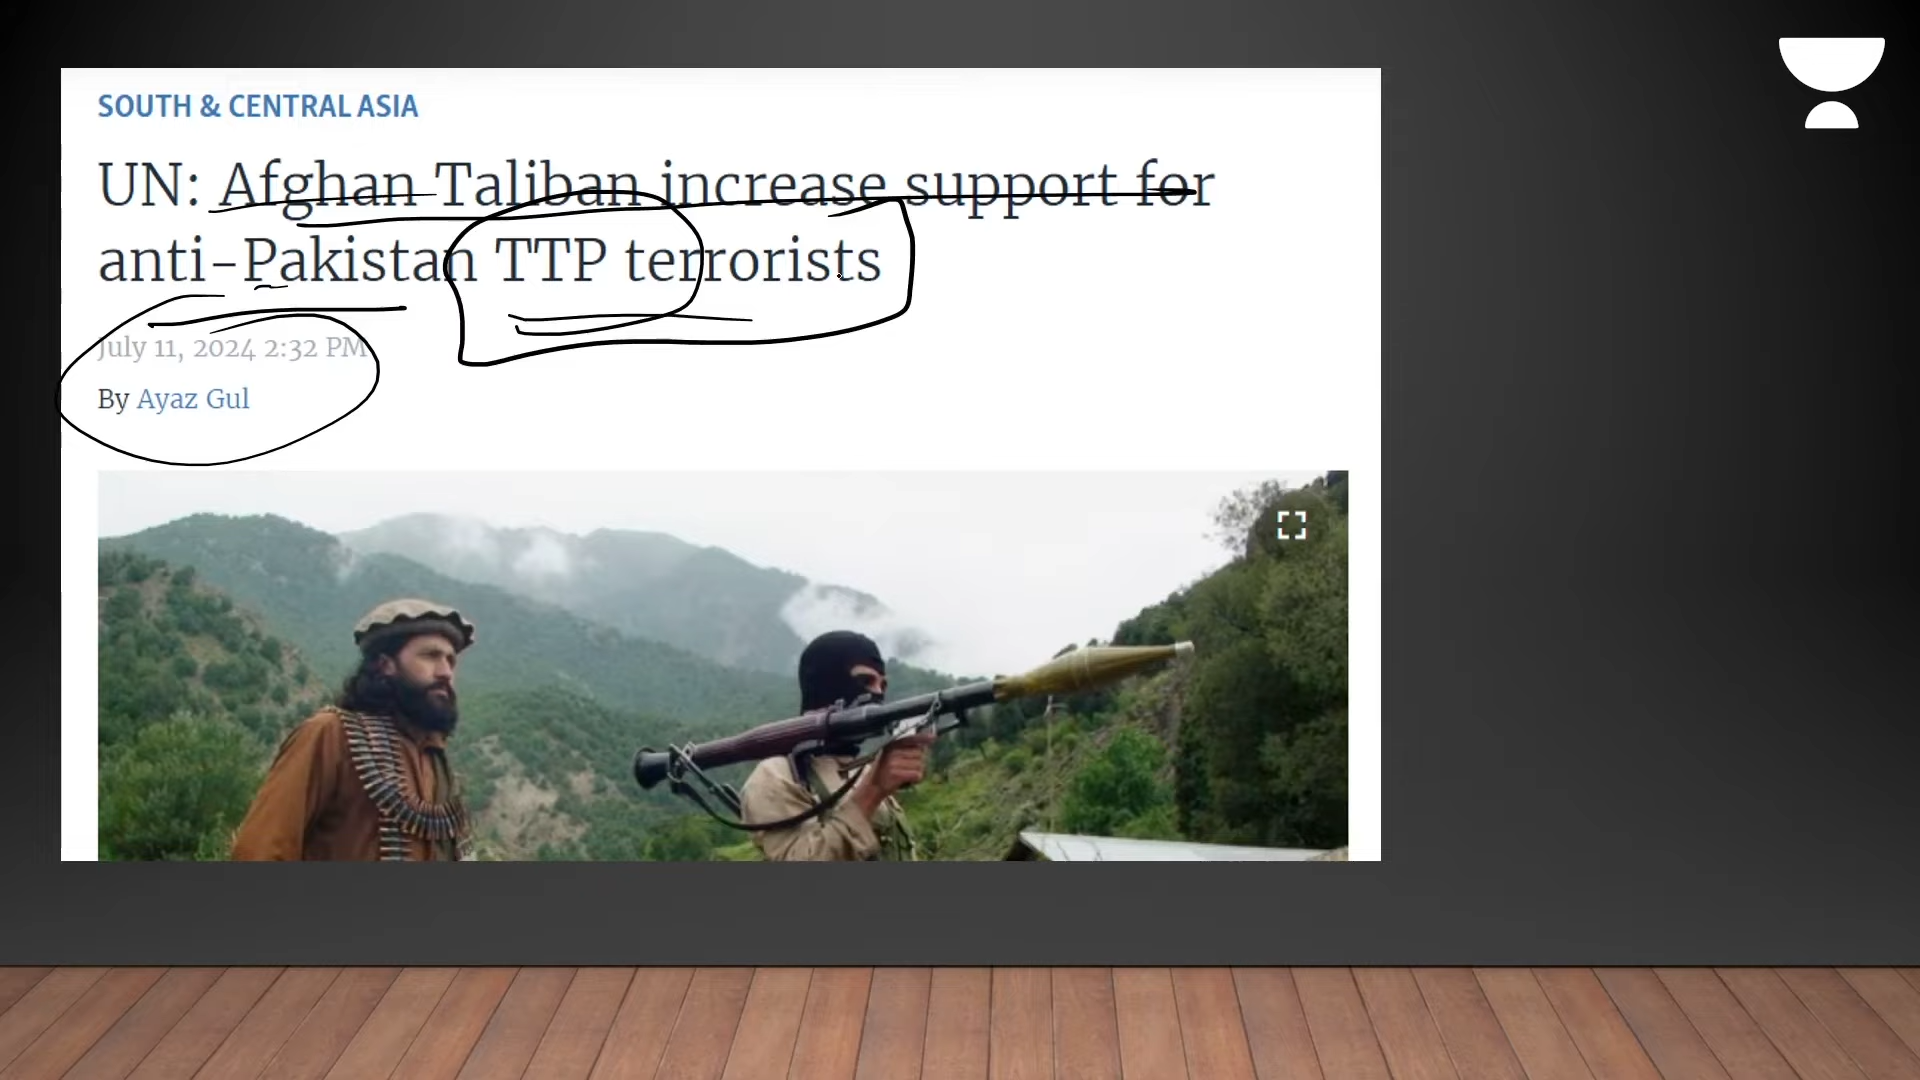 SOUTH & CENTRAL ASIA
UN: Afghan Taliban increase support for
anti-Pakistan TTP terrorists
July 11, 2024 2:32 PM
By Ayaz Gul